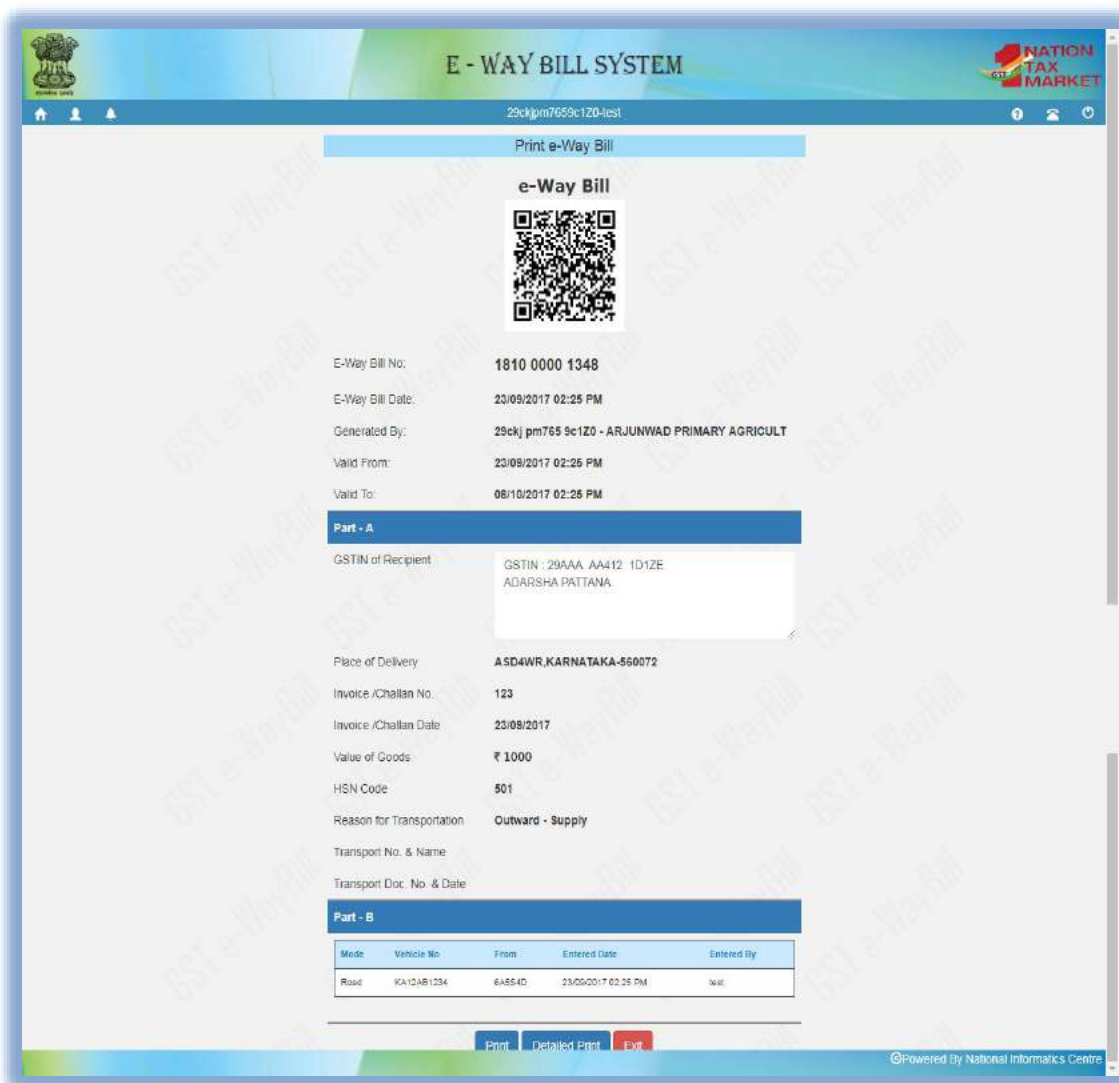 E - WAY BILL SYSTEM
NATION
GST TAX
MARKET
29ckjpm7659c1Z0-test
Print e-Way Bill
e-Way Bill
E-Way Bill No: 1810 0000 1348
E-Way Bill Date: 23/09/2017 02:25 PM
Generated By: 29ckj pm765 9c1Z0 - ARJUNWAD PRIMARY AGRICULT
Valid From: 23/09/2017 02:25 PM
Valid To: 08/10/2017 02:25 PM
Part - A
GSTIN of Recipient GSTIN : 29AAA AA412 1D1ZE
ADARSHA PATTANA.
Place of Delivery ASD4WR,KARNATAKA-560072
Invoice /Challan No. 123
Invoice /Challan Date 23/09/2017
Value of Goods ₹ 1000
HSN Code 501
Reason for Transportation Outward - Supply
Transport No. & Name
Transport Doc. No. & Date
Part - B
Mode Vehicle No From Entered Date Entered By
Road KA12AB1234 6A5S4D 23/09/2017 02:25 PM test
Print Detailed Print Exit
Powered By National Informatics Centre
GST e-WayBill